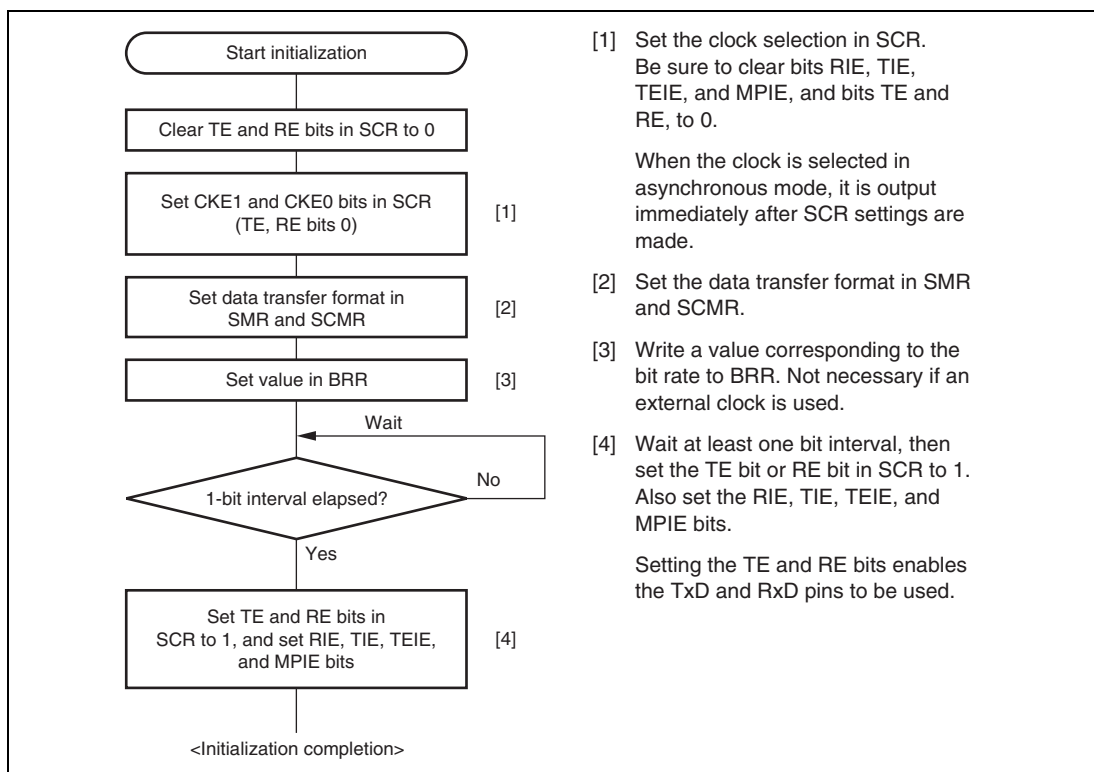 Start initialization
Clear TE and RE bits in SCR to 0
Set CKE1 and CKE0 bits in SCR
(TE, RE bits 0)
[1]
Set data transfer format in
SMR and SCMR
[2]
Set value in BRR
[3]
Wait
No
1-bit interval elapsed?
Yes
Set TE and RE bits in
SCR to 1, and set RIE, TIE, TEIE,
and MPIE bits
[4]
<Initialization completion>
[1] Set the clock selection in SCR.
Be sure to clear bits RIE, TIE,
TEIE, and MPIE, and bits TE and
RE, to 0.
When the clock is selected in
asynchronous mode, it is output
immediately after SCR settings are
made.
[2] Set the data transfer format in SMR
and SCMR.
[3] Write a value corresponding to the
bit rate to BRR. Not necessary if an
external clock is used.
[4] Wait at least one bit interval, then
set the TE bit or RE bit in SCR to 1.
Also set the RIE, TIE, TEIE, and
MPIE bits.
Setting the TE and RE bits enables
the TxD and RxD pins to be used.